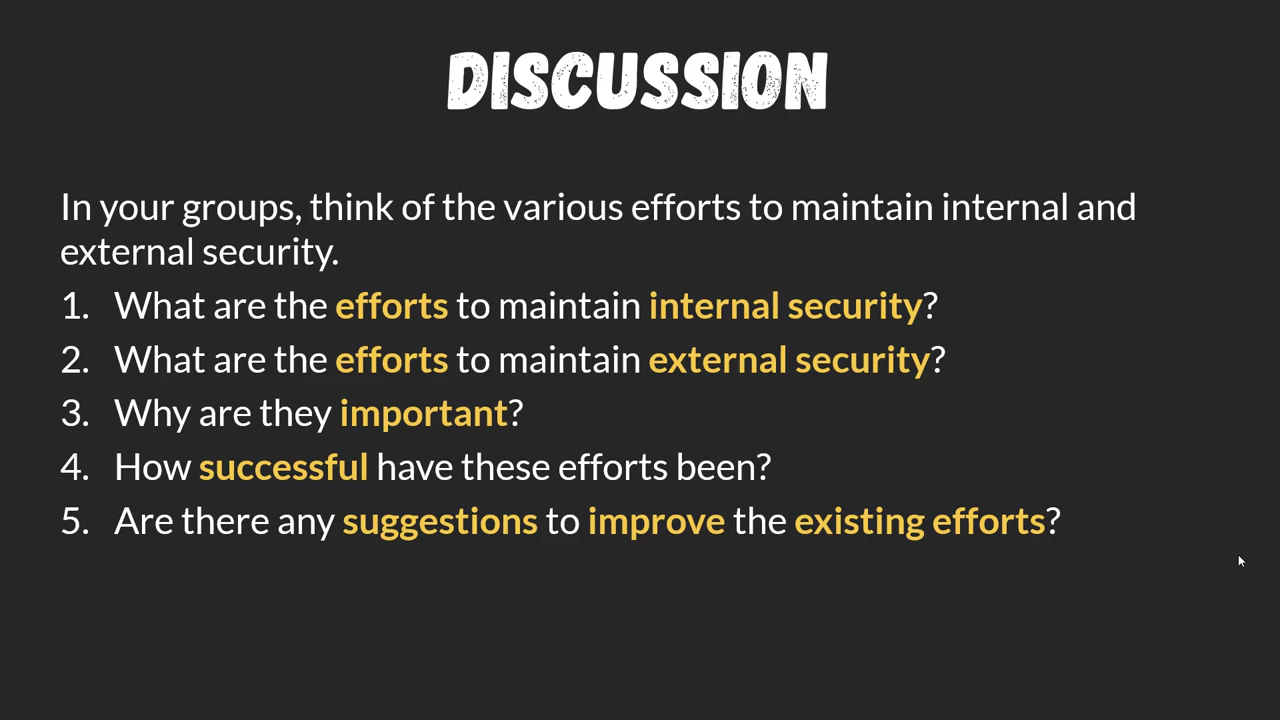 DISCUSSION
In your groups, think of the various efforts to maintain internal and
external security.
1. What are the efforts to maintain internal security?
2. What are the efforts to maintain external security?
3. Why are they important?
4. How successful have these efforts been?
5. Are there any suggestions to improve the existing efforts?